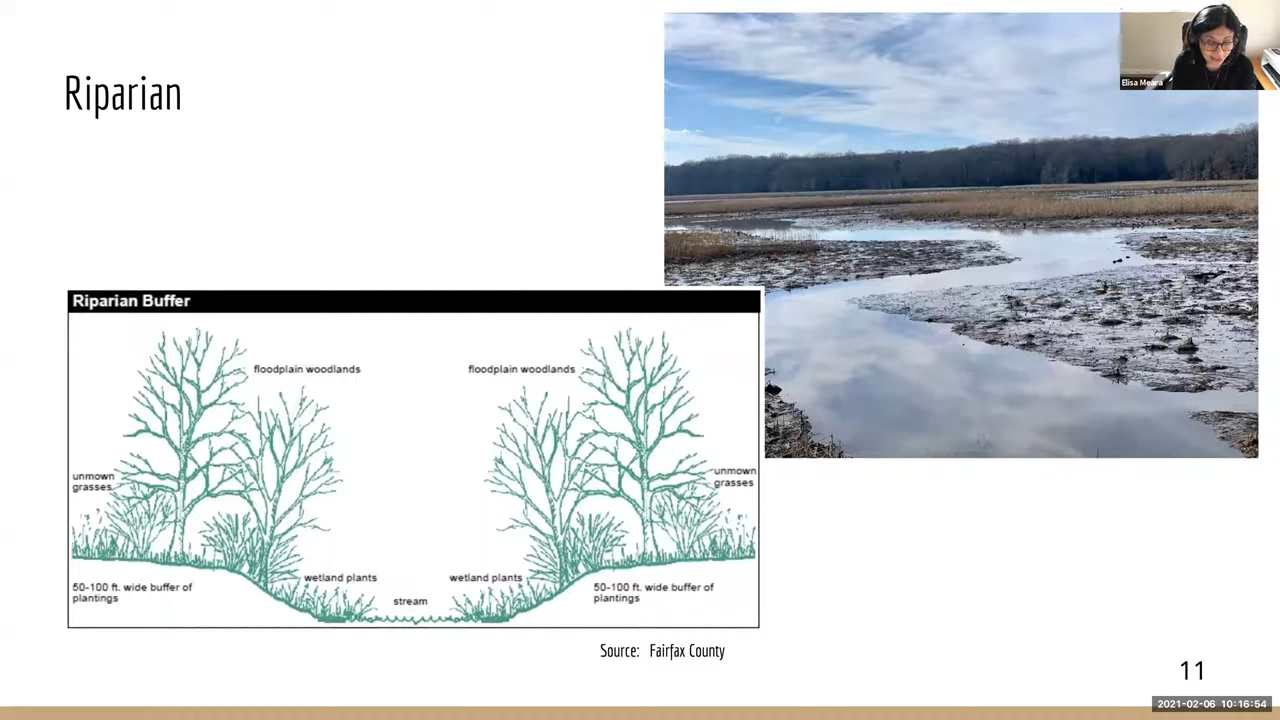 Riparian
Elisa Meara
Riparian Buffer
floodplain woodlands
floodplain woodlands
unmown
grasses
unmown
grasses
wetland plants
wetland plants
50-100 ft. wide buffer of
plantings
stream
50-100 ft. wide buffer of
plantings
Source: Fairfax County
11
2021-02-06 10:16:54